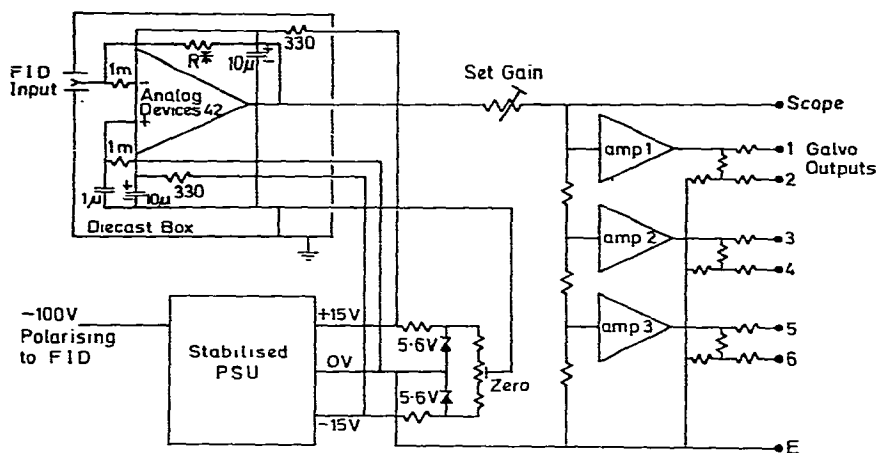 330
R*
10μ
FID
Input
1m
Analog
Devices 42
1m
330
1μ
10μ
Diecast Box
Set Gain
Scope
amp 1
1 Galvo
Outputs
2
amp 2
3
4
amp 3
5
6
-100V
Polarising
to FID
Stabilised
PSU
+15V
0V
-15V
5·6V
5·6V
Zero
E